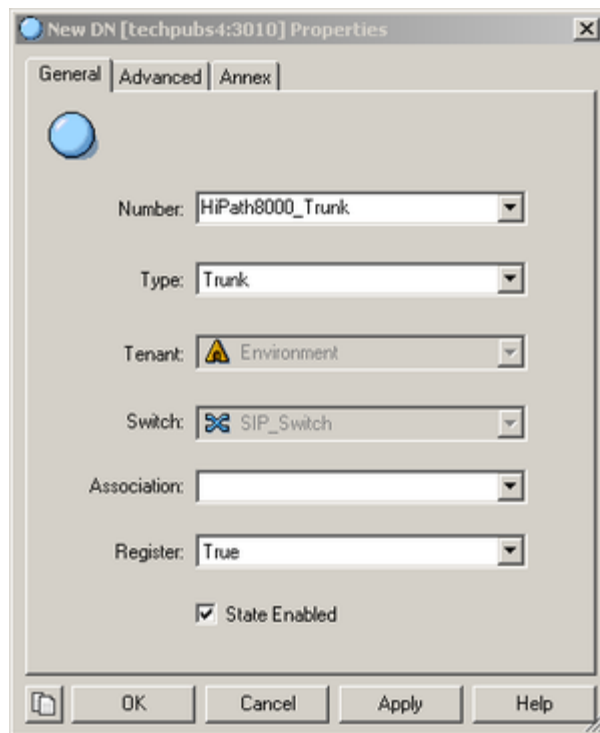 New DN [techpubs4:3010] Properties
General Advanced Annex
Number: HiPath8000_Trunk
Type: Trunk
Tenant: Environment
Switch: SIP_Switch
Association:
Register: True
State Enabled
OK Cancel Apply Help